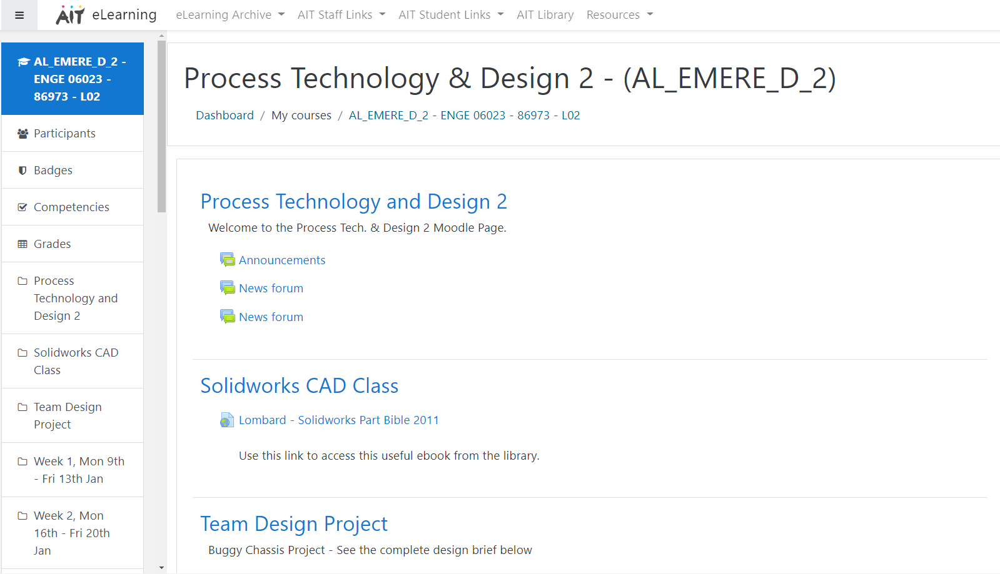 AIT eLearning eLearning Archive AIT Staff Links AIT Student Links AIT Library Resources
AL_EMERE_D_2 -
ENGE 06023 -
86973 - L02
Participants
Badges
Competencies
Grades
Process
Technology and
Design 2
Solidworks CAD
Class
Team Design
Project
Week 1, Mon 9th
- Fri 13th Jan
Week 2, Mon
16th - Fri 20th
Jan
Process Technology & Design 2 - (AL_EMERE_D_2)
Dashboard / My courses / AL_EMERE_D_2 - ENGE 06023 - 86973 - L02
Process Technology and Design 2
Welcome to the Process Tech. & Design 2 Moodle Page.
Announcements
News forum
News forum
Solidworks CAD Class
Lombard - Solidworks Part Bible 2011
Use this link to access this useful ebook from the library.
Team Design Project
Buggy Chassis Project - See the complete design brief below